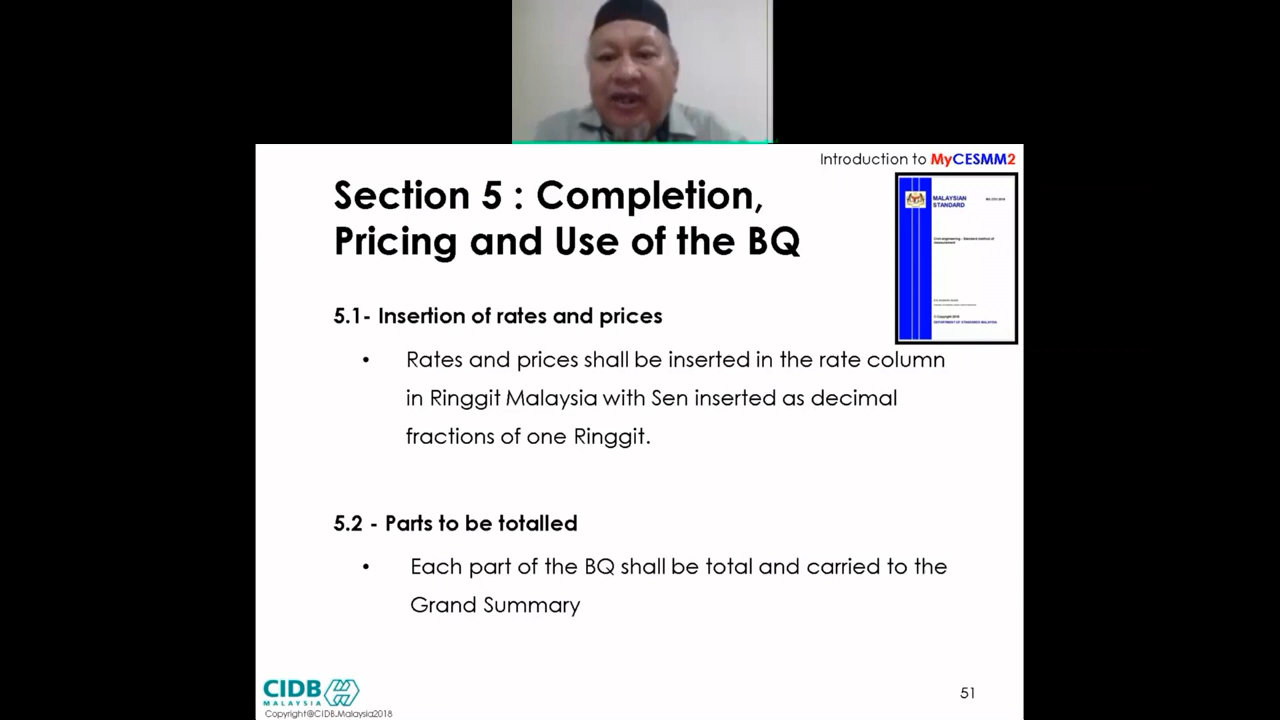 Introduction to MyCESMM2
Section 5 : Completion,
Pricing and Use of the BQ
MALAYSIAN
STANDARD
5.1- Insertion of rates and prices
• Rates and prices shall be inserted in the rate column
in Ringgit Malaysia with Sen inserted as decimal
fractions of one Ringgit.
5.2 - Parts to be totalled
• Each part of the BQ shall be total and carried to the
Grand Summary
CIDB
MALAYSIA
Copyright@CIDB.Malaysia2018
51